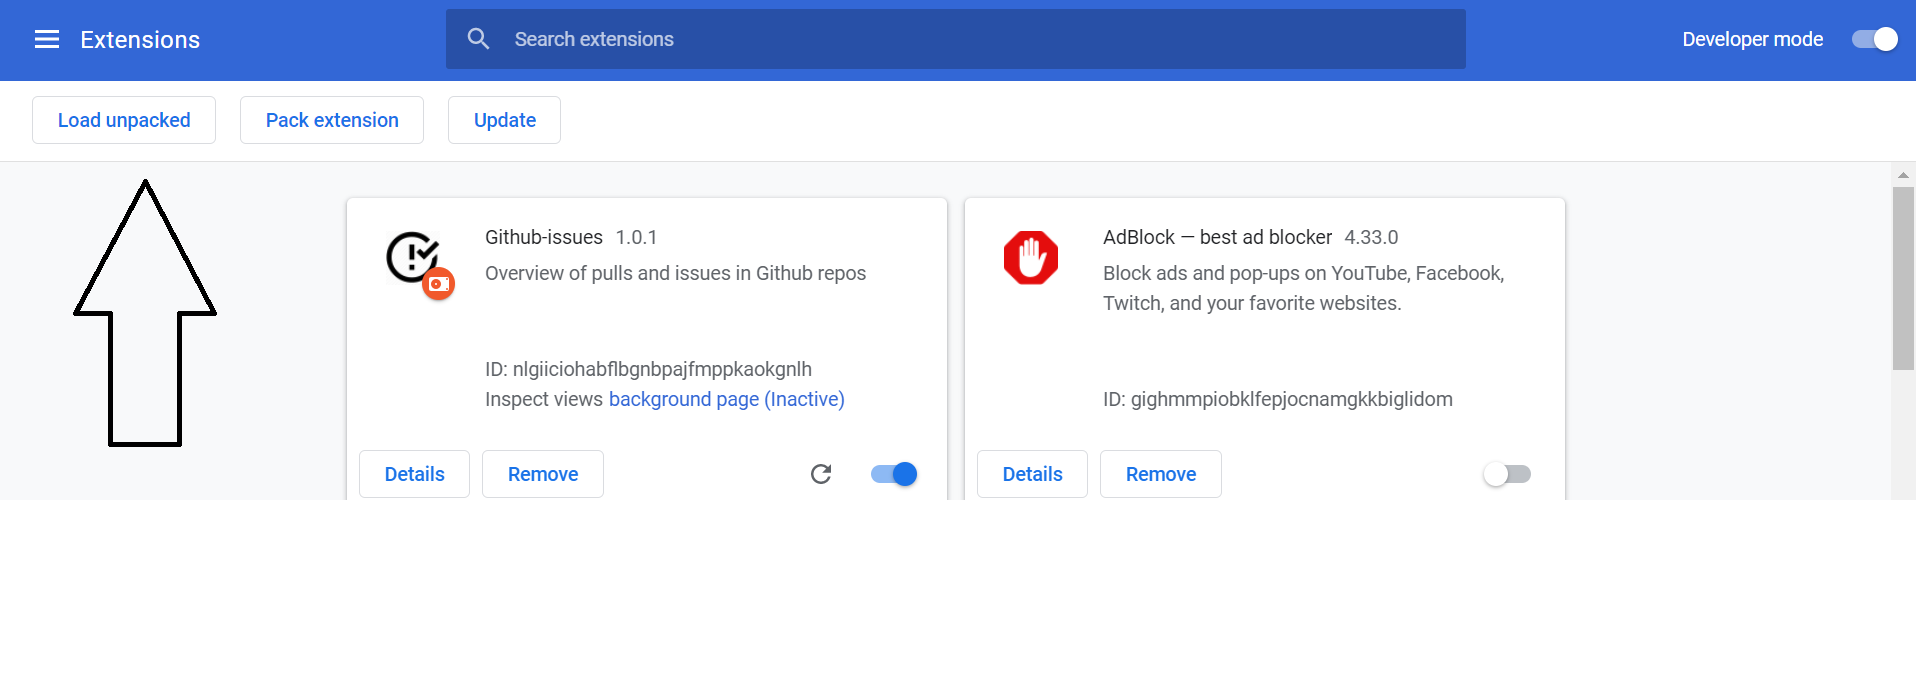 Extensions
Search extensions
Developer mode
Load unpacked
Pack extension
Update
Github-issues 1.0.1
Overview of pulls and issues in Github repos
ID: nlgiiciohabflbgnbpajfmppkaokgnlh
Inspect views background page (Inactive)
Details
Remove
AdBlock — best ad blocker 4.33.0
Block ads and pop-ups on YouTube, Facebook,
Twitch, and your favorite websites.
ID: gighmmpiobklfepjocnamgkkbiglidom
Details
Remove